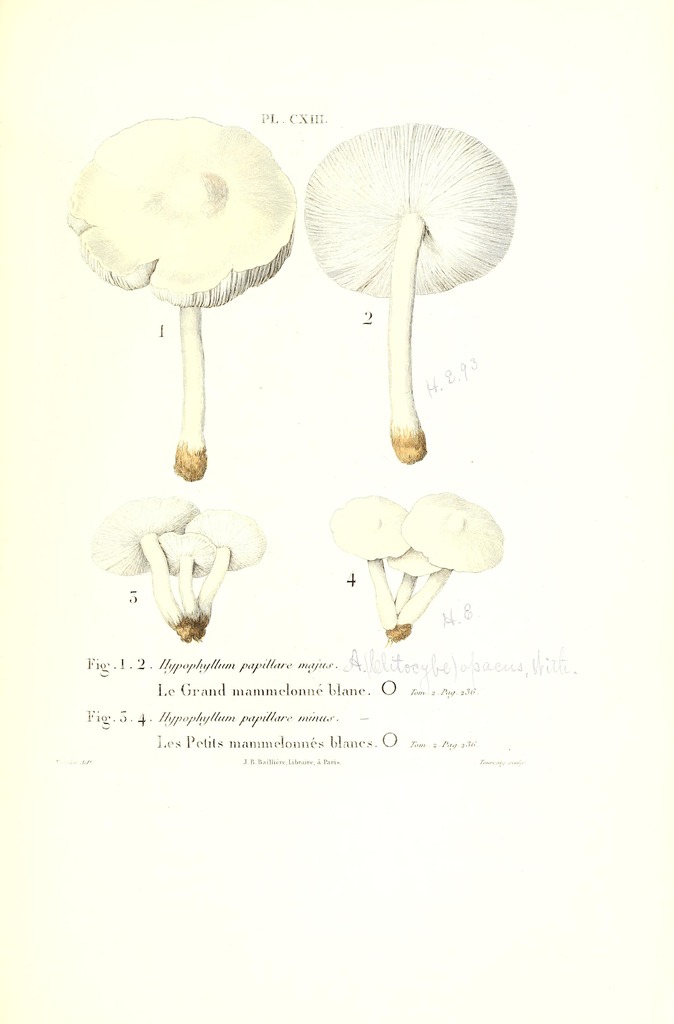 PL. CXIII.
1
2
H. E. 93
3
4
H. E.
Fig. 1. 2. Hypophyllum papillare majus. A. (Clitocybe) opacus, With.
Le Grand mammelonné blanc. O Tom. 2. Pag. 236.
Fig. 3. 4. Hypophyllum papillare minus. —
Les Petits mammelonnés blancs. O Tom. 2. Pag. 236.
J. B. Baillière, Libraire, à Paris.
sculp.